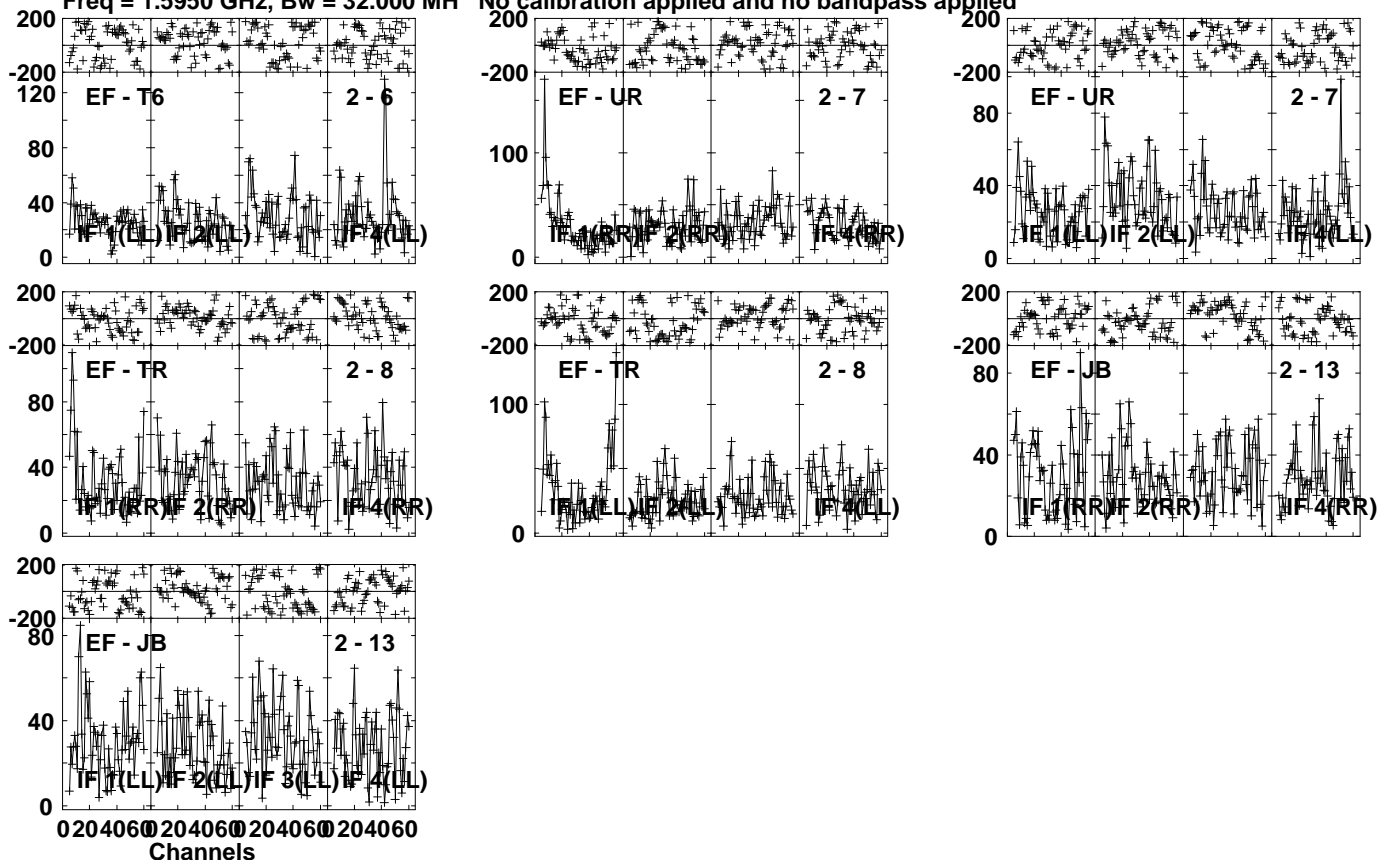 Freq = 1.5950 GHz, Bw = 32.000 MH No calibration applied and no bandpass applied
200
-200
120
80
40
0
EF - T6 2 - 6
IF 1(LL) IF 2(LL) IF 4(LL)
200
-200
100
0
EF - UR 2 - 7
IF 1(RR) IF 2(RR) IF 4(RR)
200
-200
80
40
0
EF - UR 2 - 7
IF 1(LL) IF 2(LL) IF 4(LL)
200
-200
80
40
0
EF - TR 2 - 8
IF 1(RR) IF 2(RR) IF 4(RR)
200
-200
100
0
EF - TR 2 - 8
IF 1(LL) IF 2(LL) IF 4(LL)
200
-200
80
40
0
EF - JB 2 - 13
IF 1(RR) IF 2(RR) IF 4(RR)
200
-200
80
40
0
EF - JB 2 - 13
IF 1(LL) IF 2(LL) IF 3(LL) IF 4(LL)
0 20 40 60 0 20 40 60 0 20 40 60 0 20 40 60
Channels